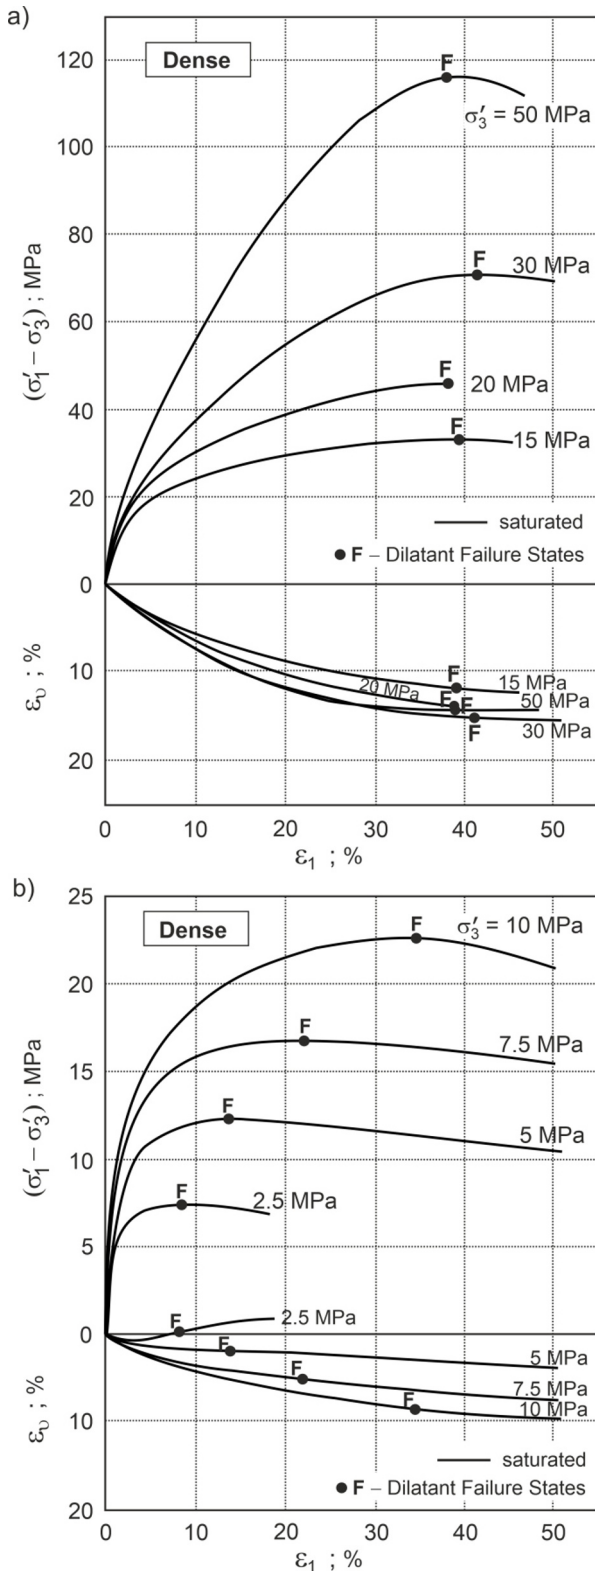 a)
120
100
80
60
40
20
0
10
20
(σ′1 – σ′3) ; MPa
ευ ; %
Dense
F
σ′3 = 50 MPa
F
30 MPa
F
20 MPa
F
15 MPa
saturated
F – Dilatant Failure States
F
15 MPa
20 MPa
F
F
50 MPa
F
30 MPa
0 10 20 30 40 50
ε1 ; %
b)
25
20
15
10
5
0
10
20
(σ′1 – σ′3) ; MPa
ευ ; %
Dense
F
σ′3 = 10 MPa
F
7.5 MPa
F
5 MPa
F
2.5 MPa
F
2.5 MPa
F
5 MPa
F
7.5 MPa
F
10 MPa
saturated
F – Dilatant Failure States
0 10 20 30 40 50
ε1 ; %